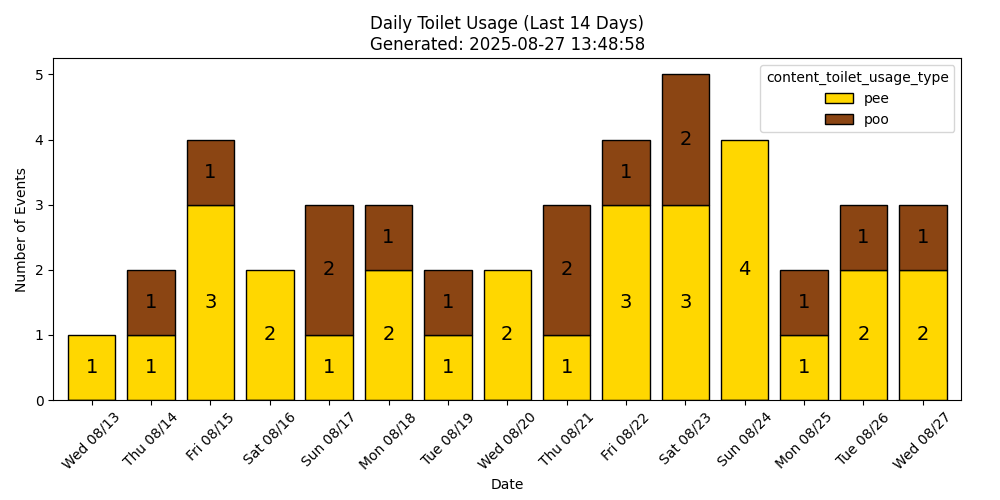 Daily Toilet Usage (Last 14 Days)
Generated: 2025-08-27 13:48:58
content_toilet_usage_type
pee
poo
Number of Events
5
4
3
2
1
0
1
1 1
3 1
2
1 2
2 1
1 1
2
1 2
3 1
3 2
4
1 1
2 1
2 1
Wed 08/13
Thu 08/14
Fri 08/15
Sat 08/16
Sun 08/17
Mon 08/18
Tue 08/19
Wed 08/20
Thu 08/21
Fri 08/22
Sat 08/23
Sun 08/24
Mon 08/25
Tue 08/26
Wed 08/27
Date